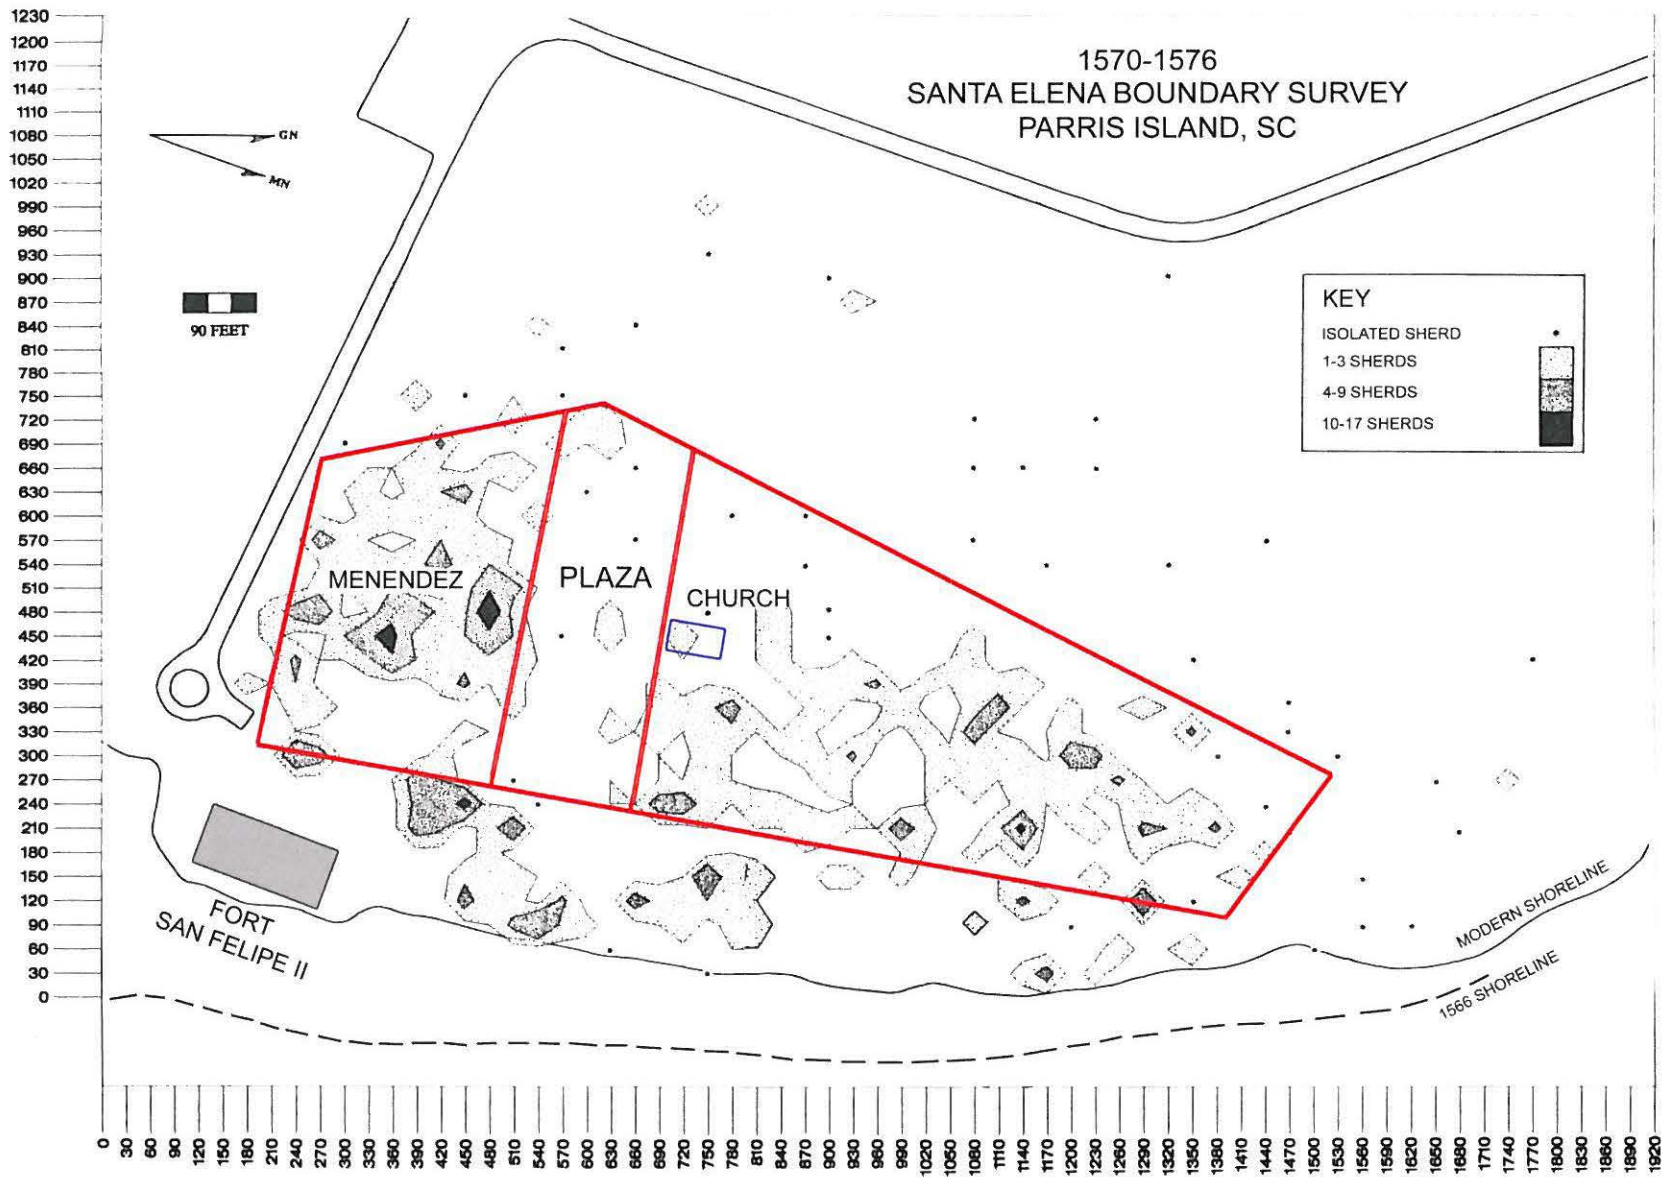 1230
1200
1170
1140
1110
1080
1050
1020
990
960
930
900
870
840
810
780
750
720
690
660
630
600
570
540
510
480
450
420
390
360
330
300
270
240
210
180
150
120
90
60
30
0
1570-1576
SANTA ELENA BOUNDARY SURVEY
PARRIS ISLAND, SC
GN
MN
90 FEET
KEY
ISOLATED SHERD
1-3 SHERDS
4-9 SHERDS
10-17 SHERDS
MENENDEZ
PLAZA
CHURCH
FORT
SAN FELIPE II
MODERN SHORELINE
1566 SHORELINE
0 30 60 90 120 150 180 210 240 270 300 330 360 390 420 450 480 510 540 570 600 630 660 690 720 750 780 810 840 870 900 930 960 990 1020 1050 1080 1110 1140 1170 1200 1230 1260 1290 1320 1350 1380 1410 1440 1470 1500 1530 1560 1590 1620 1650 1680 1710 1740 1770 1800 1830 1860 1890 1920